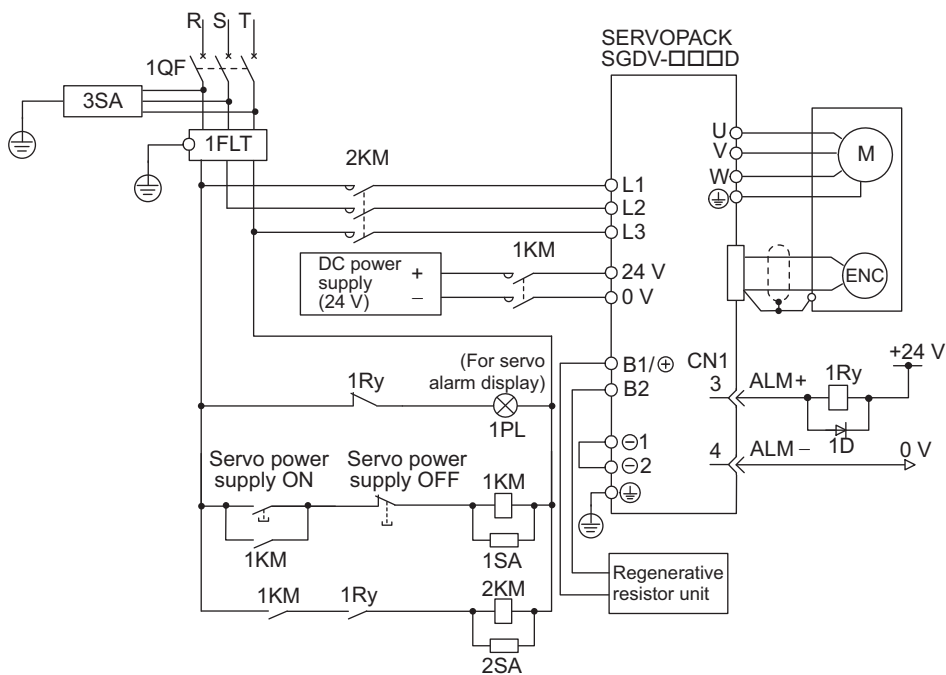 R S T
1QF
3SA
1FLT
2KM
SERVOPACK
SGDV-□□□D
U
V
W
M
L1
L2
L3
1KM
DC power
supply
(24 V)
+
−
24 V
0 V
ENC
B1/⊕
B2
CN1
3
ALM+
1Ry
+24 V
1D
4
ALM−
0 V
(For servo
alarm display)
1Ry
1PL
⊖1
⊖2
Servo power
supply ON
Servo power
supply OFF
1KM
1KM
1SA
1KM
1Ry
2KM
2SA
Regenerative
resistor unit